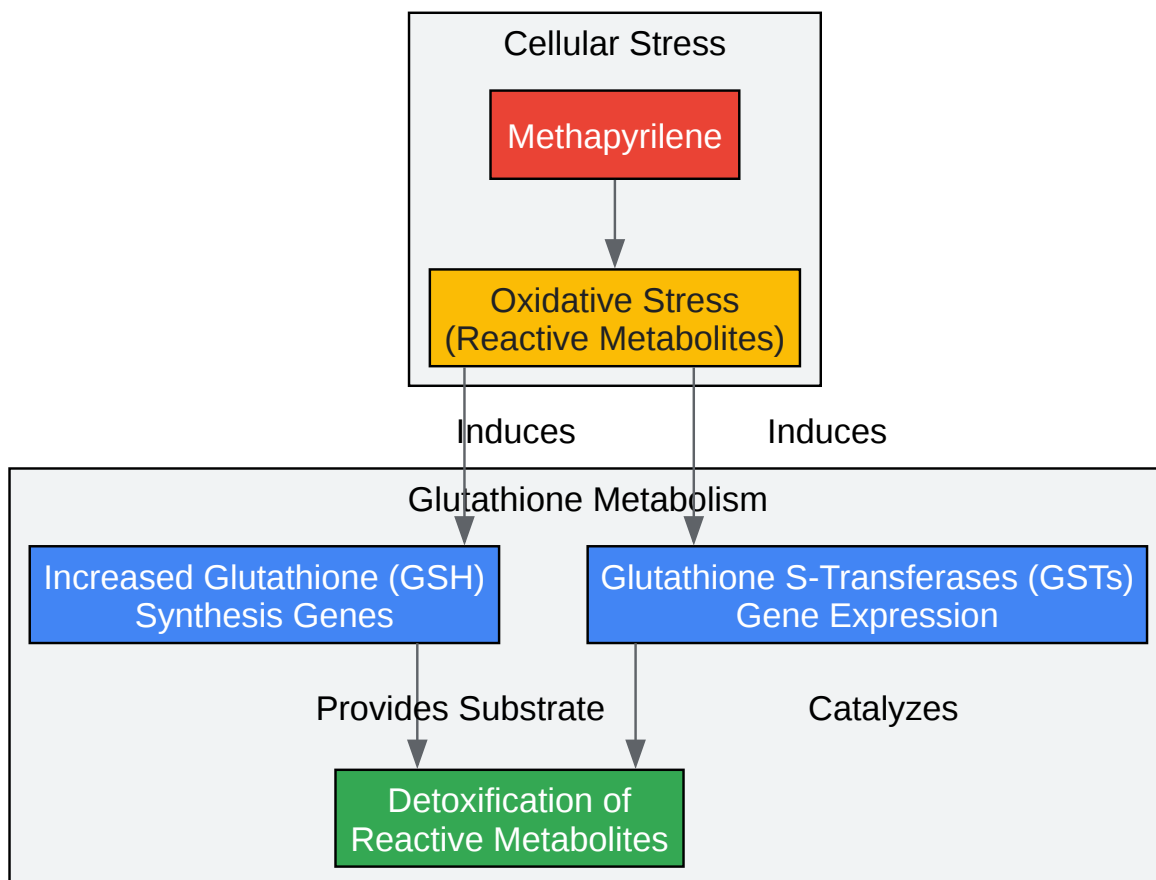 Cellular Stress
Methapyrilene
Oxidative Stress
(Reactive Metabolites)
Induces
Induces
Glutathione Metabolism
Increased Glutathione (GSH)
Synthesis Genes
Glutathione S-Transferases (GSTs)
Gene Expression
Provides Substrate
Catalyzes
Detoxification of
Reactive Metabolites